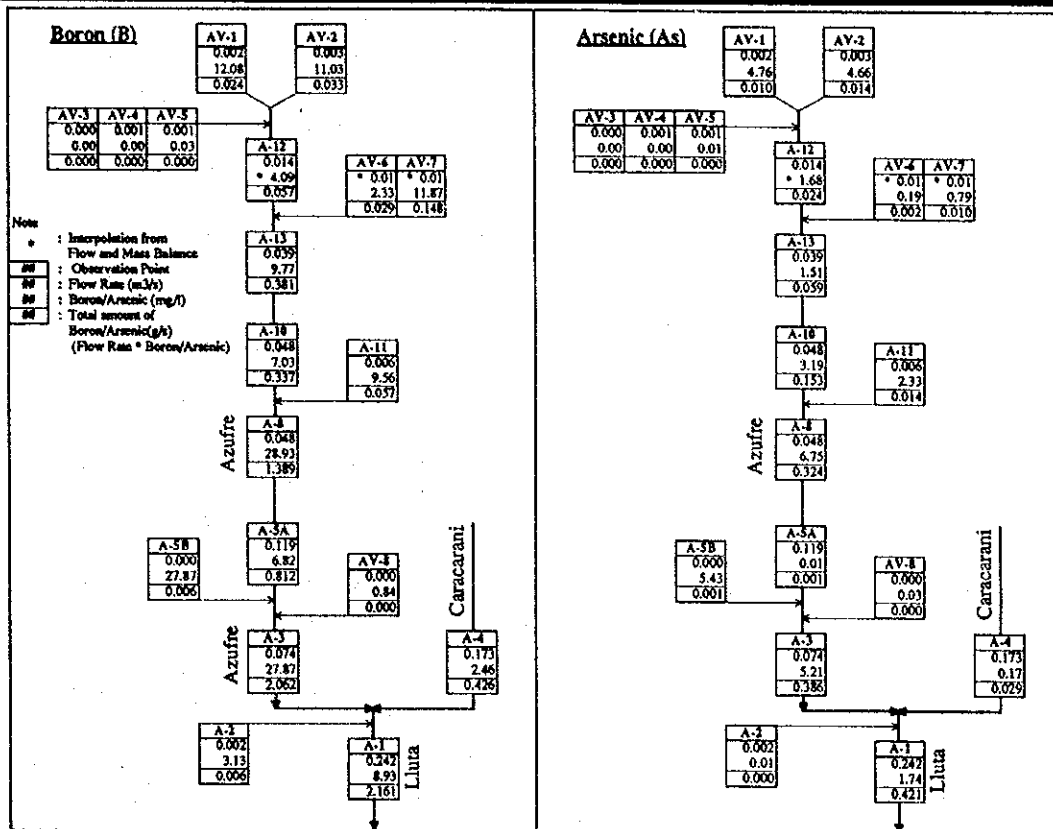 Boron (B)
AV-1
0.002
12.08
0.024
AV-2
0.003
11.03
0.033
AV-3 AV-4 AV-5
0.000 0.001 0.001
0.00 0.00 0.03
0.000 0.000 0.000
A-12
0.014
* 4.09
0.057
AV-6 AV-7
* 0.01 * 0.01
2.33 11.87
0.029 0.148
Note
* : Interpolation from
Flow and Mass Balance
## : Observation Point
## : Flow Rate (m3/s)
## : Boron/Arsenic (mg/l)
## : Total amount of
Boron/Arsenic(g/s)
(Flow Rate * Boron/Arsenic)
A-13
0.039
9.77
0.381
A-10
0.048
7.03
0.337
A-11
0.006
9.56
0.057
Azufre
A-8
0.048
28.93
1.389
A-5A
0.119
6.82
0.812
A-5B
0.000
27.87
0.006
AV-8
0.000
0.84
0.000
Caracarani
Azufre
A-3
0.074
27.87
2.062
A-4
0.173
2.46
0.426
A-2
0.002
3.13
0.006
A-1
0.242
8.93
2.161
Lluta
Arsenic (As)
AV-1
0.002
4.76
0.010
AV-2
0.003
4.66
0.014
AV-3 AV-4 AV-5
0.000 0.001 0.001
0.00 0.00 0.01
0.000 0.000 0.000
A-12
0.014
* 1.68
0.024
AV-6 AV-7
* 0.01 * 0.01
0.19 0.79
0.002 0.010
A-13
0.039
1.51
0.059
A-10
0.048
3.19
0.153
A-11
0.006
2.33
0.014
Azufre
A-8
0.048
6.75
0.324
A-5A
0.119
0.01
0.001
A-5B
0.000
5.43
0.001
AV-8
0.000
0.03
0.000
Caracarani
A-3
0.074
5.21
0.386
A-4
0.173
0.17
0.029
A-2
0.002
0.01
0.000
A-1
0.242
1.74
0.421
Lluta